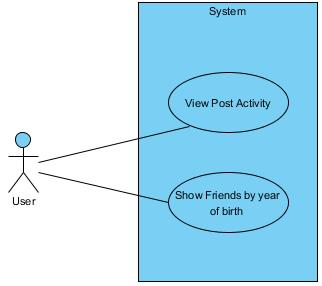 System
View Post Activity
Show Friends by year
of birth
User